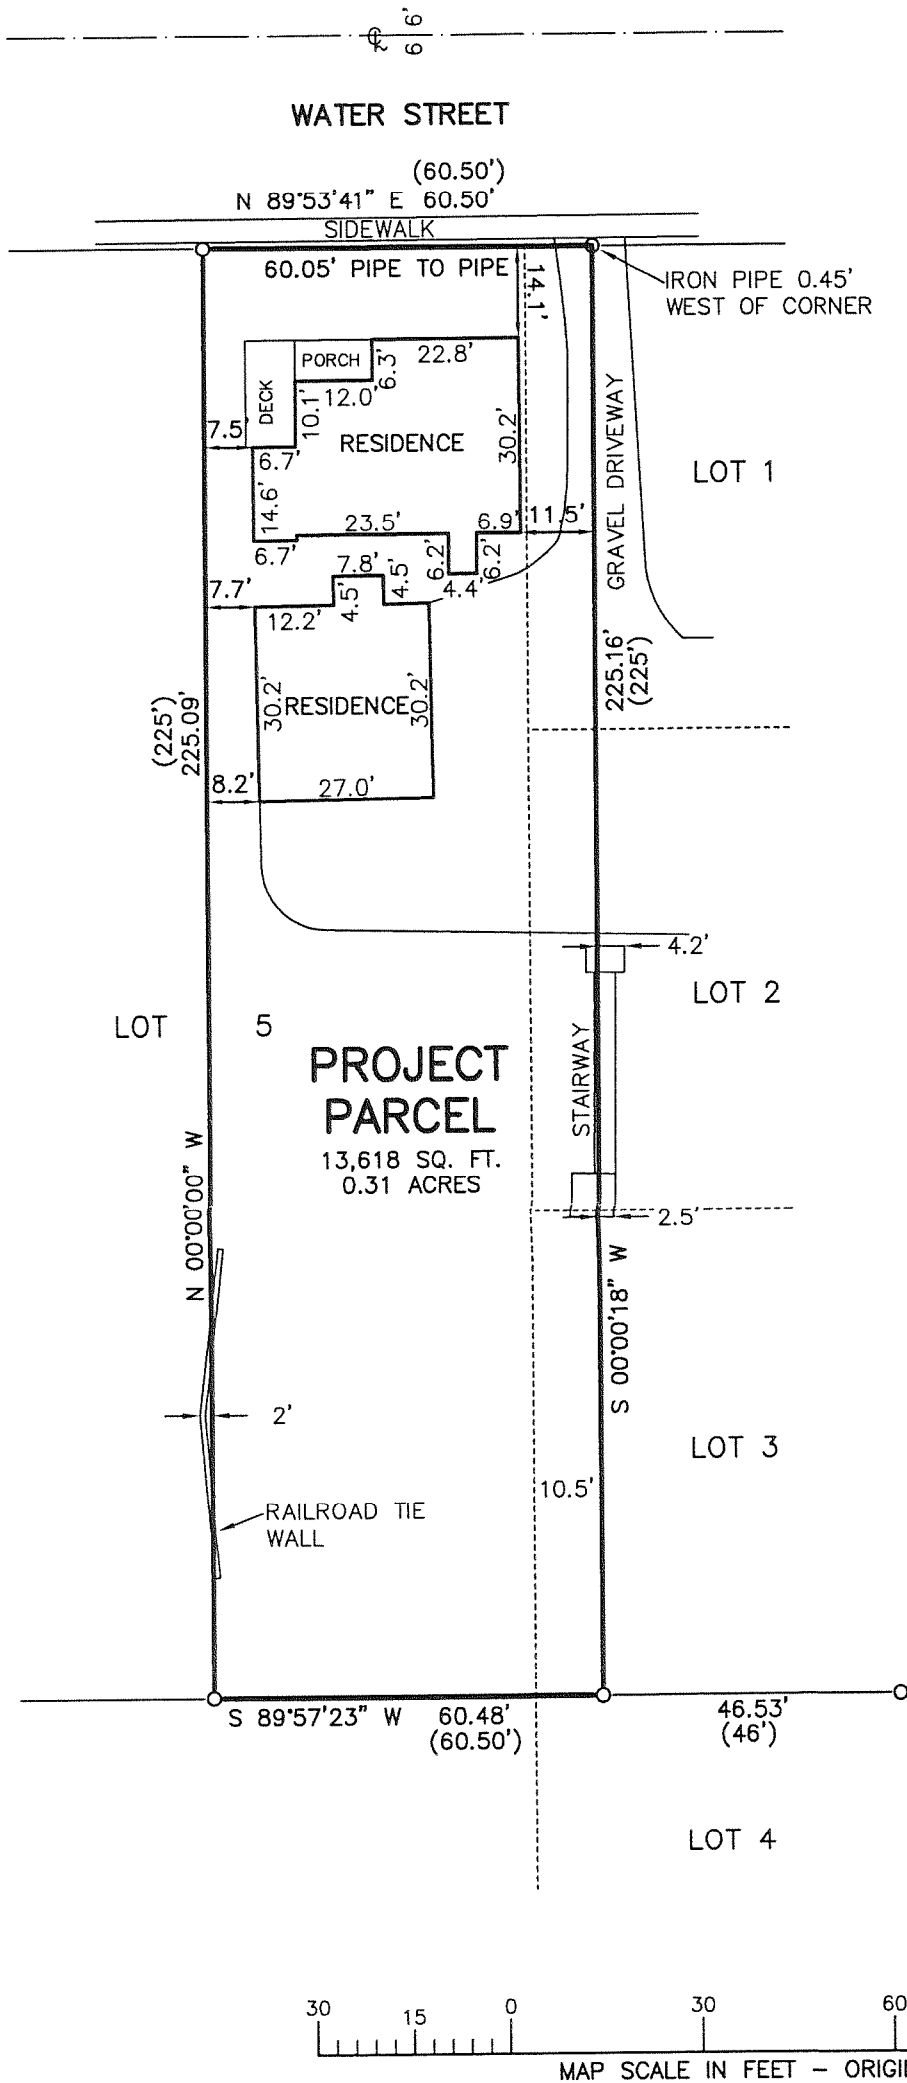 ℄ 66'
WATER STREET
(60.50')
N 89°53'41" E 60.50'
SIDEWALK
60.05' PIPE TO PIPE
14.1'
IRON PIPE 0.45'
WEST OF CORNER
PORCH
DECK
22.8'
6.3'
12.0'
10.1'
7.5'
RESIDENCE
30.2'
6.7'
14.6'
23.5'
6.9'
11.5'
GRAVEL DRIVEWAY
LOT 1
6.7'
6.2'
6.2'
7.8'
4.4'
7.7'
4.5'
4.5'
12.2'
30.2'
RESIDENCE
30.2'
(225')
225.09'
225.16'
(225')
8.2'
27.0'
4.2'
LOT 2
LOT 5
STAIRWAY
PROJECT
PARCEL
13,618 SQ. FT.
0.31 ACRES
N 00°00'00" W
2.5'
S 00°00'18" W
2'
LOT 3
10.5'
RAILROAD TIE
WALL
S 89°57'23" W 60.48'
(60.50')
46.53'
(46')
LOT 4
30 15 0 30 60
MAP SCALE IN FEET – ORIGI